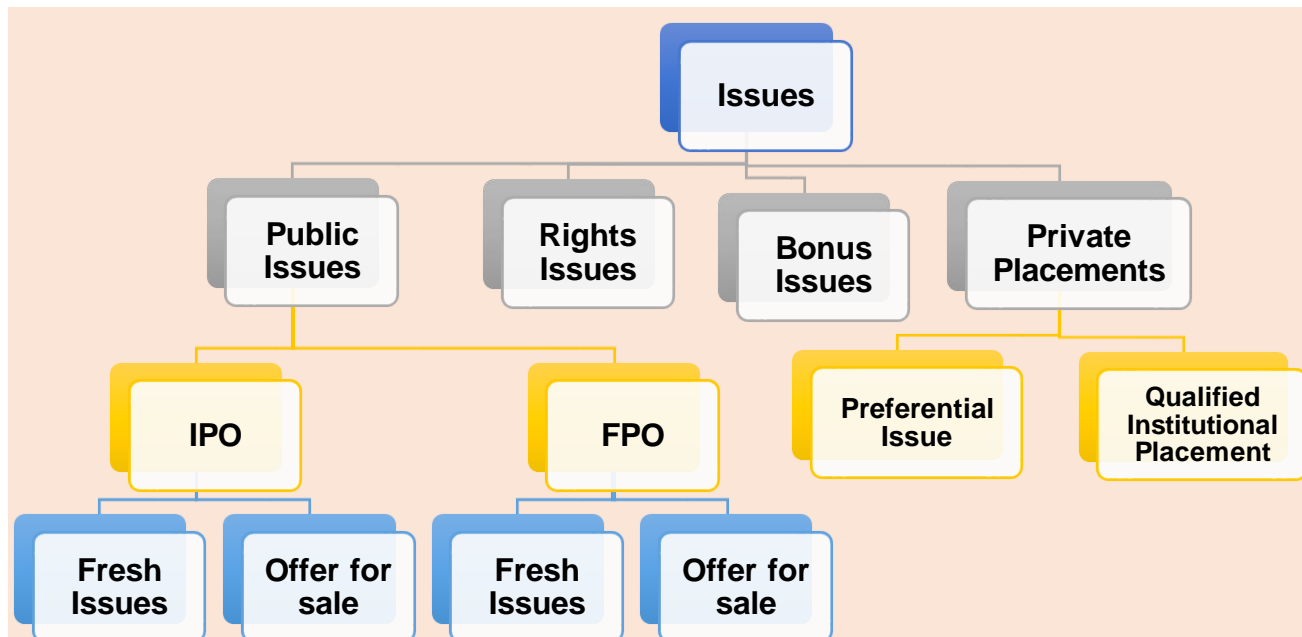 Issues
Public
Issues
Rights
Issues
Bonus
Issues
Private
Placements
IPO
FPO
Preferential
Issue
Qualified
Institutional
Placement
Fresh
Issues
Offer for
sale
Fresh
Issues
Offer for
sale